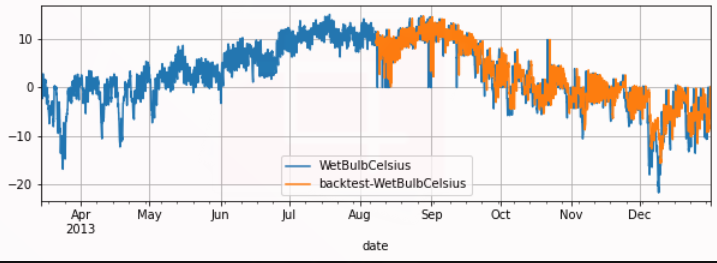 10
0
−10
−20
WetBulbCelsius
backtest-WetBulbCelsius
Apr May Jun Jul Aug Sep Oct Nov Dec
2013
date